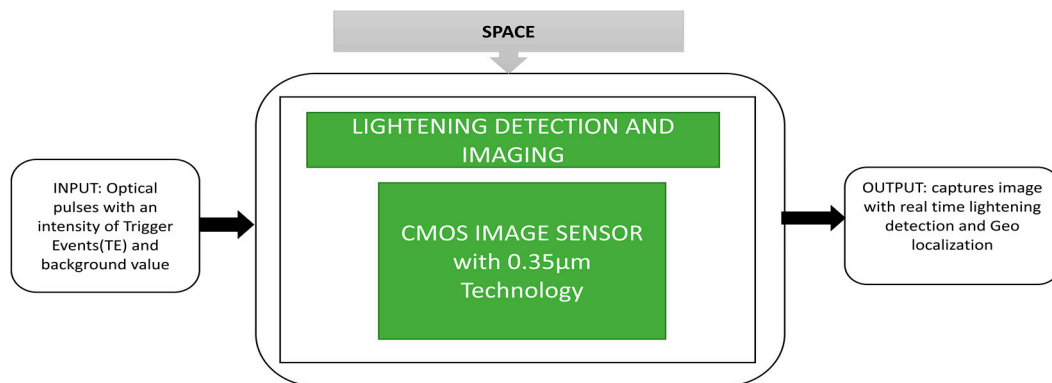 SPACE
LIGHTENING DETECTION AND
IMAGING
CMOS IMAGE SENSOR
with 0.35µm
Technology
INPUT: Optical
pulses with an
intensity of Trigger
Events(TE) and
background value
OUTPUT: captures image
with real time lightening
detection and Geo
localization